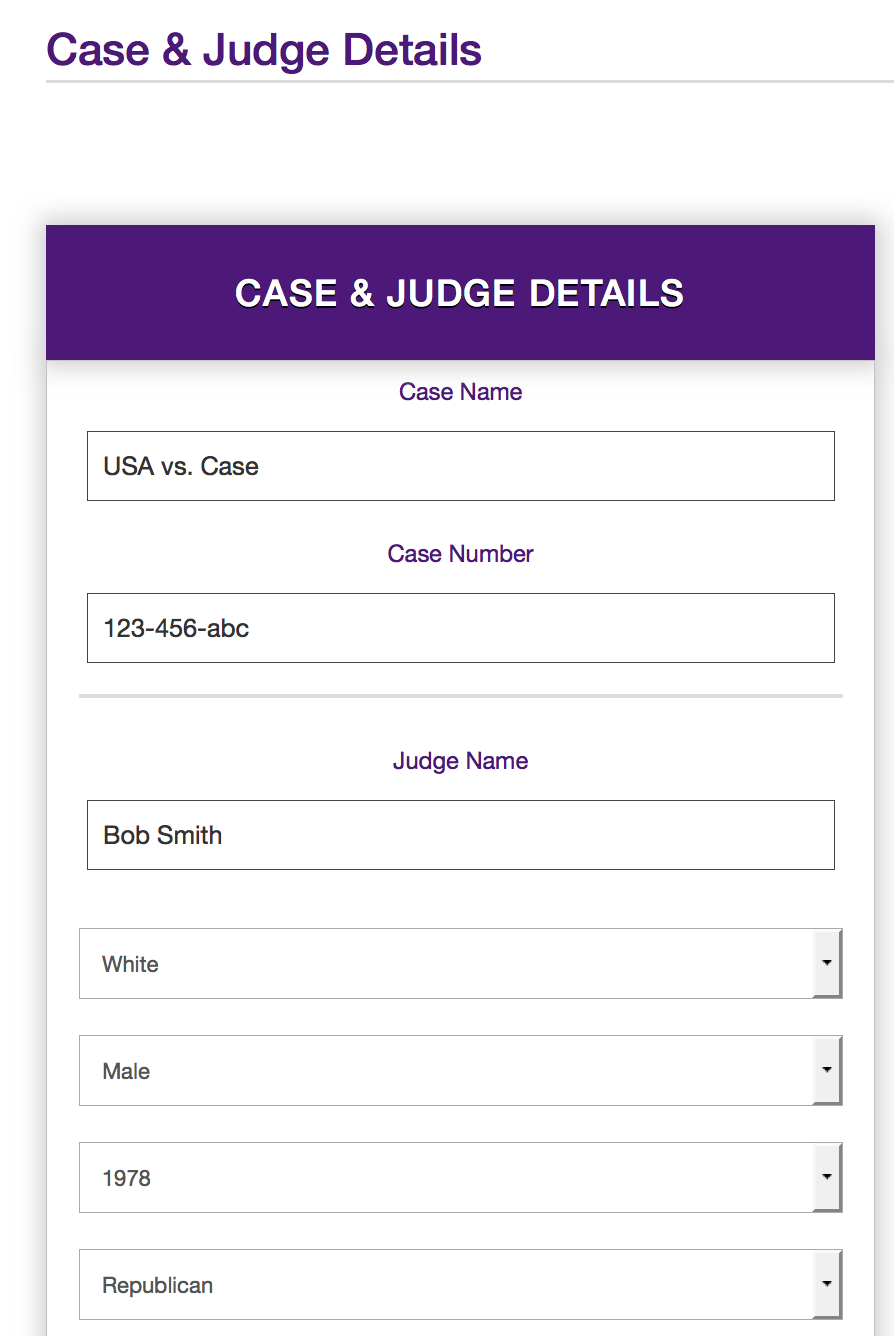 Case & Judge Details
CASE & JUDGE DETAILS
Case Name
USA vs. Case
Case Number
123-456-abc
Judge Name
Bob Smith
White
Male
1978
Republican